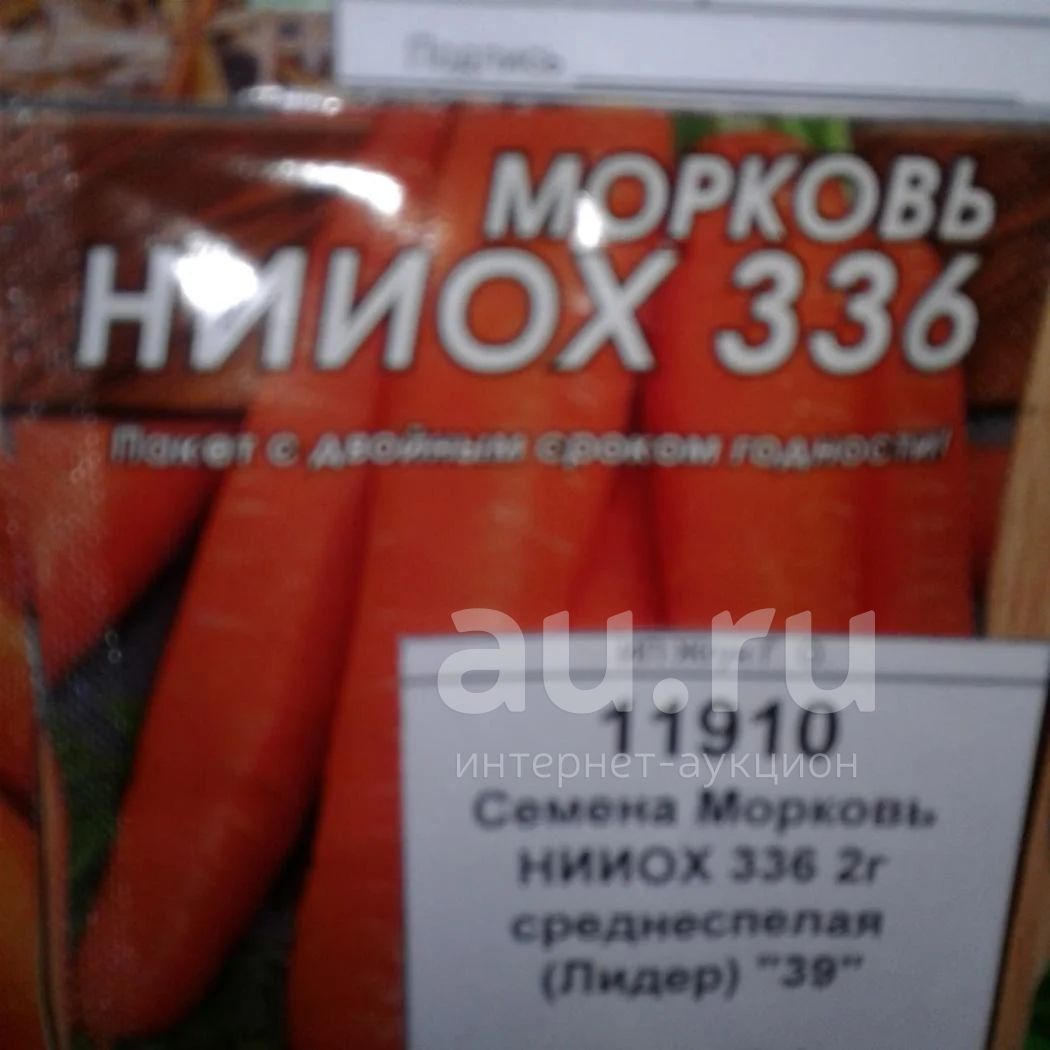 Подпись
МОРКОВЬ
НИИОХ 336
Пакет с двойным сроком годности!
au.ru
11910
интернет-аукцион
Семена Морковь
НИИОХ 336 2г
среднеспелая
(Лидер) "39"